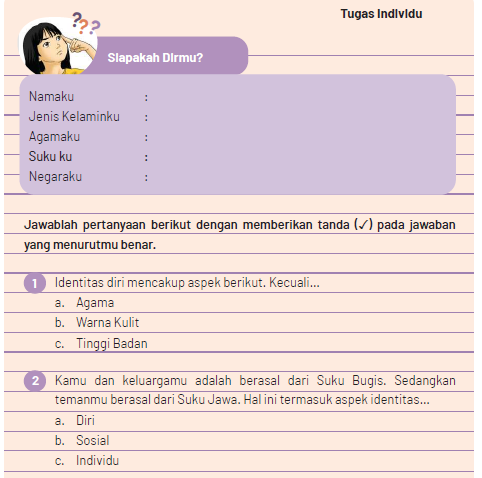 Tugas Individu
???
Siapakah Dirmu?
Namaku :
Jenis Kelaminku :
Agamaku :
Suku ku :
Negaraku :
Jawablah pertanyaan berikut dengan memberikan tanda (✓) pada jawaban
yang menurutmu benar.
1 Identitas diri mencakup aspek berikut. Kecuali...
a. Agama
b. Warna Kulit
c. Tinggi Badan
2 Kamu dan keluargamu adalah berasal dari Suku Bugis. Sedangkan
temanmu berasal dari Suku Jawa. Hal ini termasuk aspek identitas...
a. Diri
b. Sosial
c. Individu